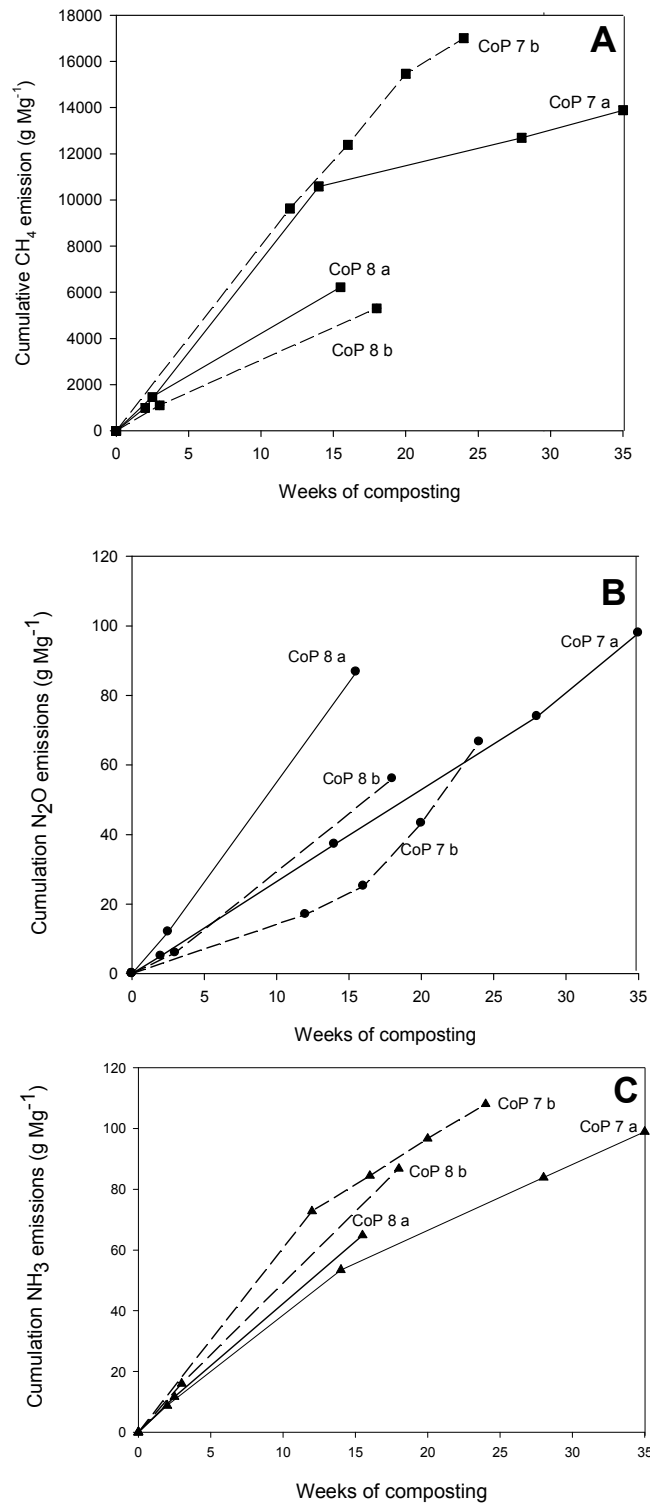 A
18000
16000
14000
12000
10000
8000
6000
4000
2000
0
Cumulative CH4 emission (g Mg-1)
CoP 7 b
CoP 7 a
CoP 8 a
CoP 8 b
0 5 10 15 20 25 30 35
Weeks of composting
B
120
100
80
60
40
20
0
Cumulation N2O emissions (g Mg-1)
CoP 7 a
CoP 8 a
CoP 8 b
CoP 7 b
0 5 10 15 20 25 30 35
Weeks of composting
C
120
100
80
60
40
20
0
Cumulation NH3 emissions (g Mg-1)
CoP 7 b
CoP 7 a
CoP 8 b
CoP 8 a
0 5 10 15 20 25 30 35
Weeks of composting